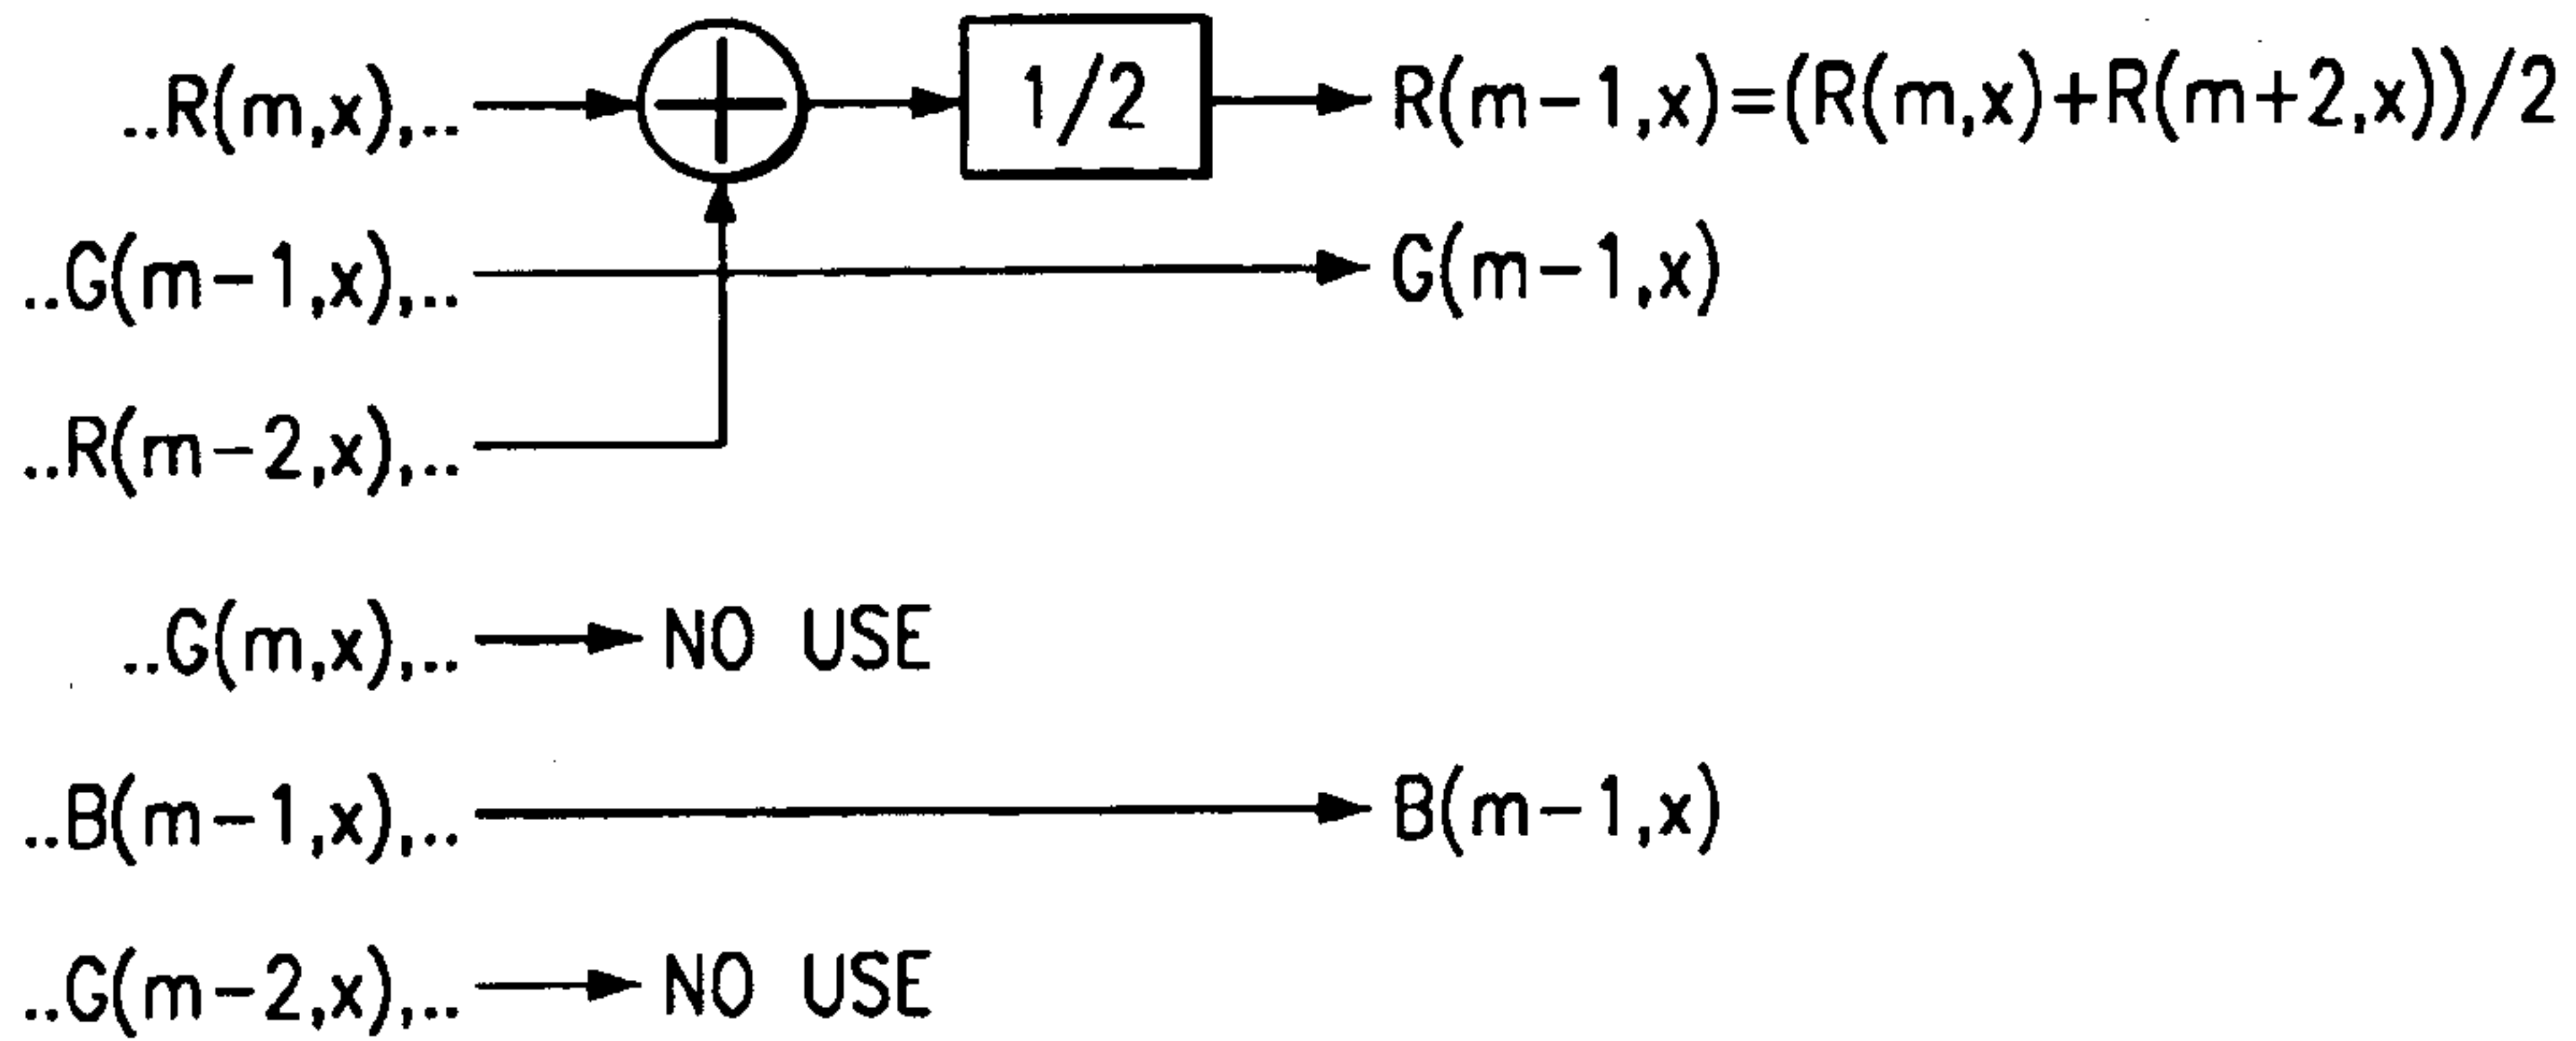 ..R(m,x),.. 1/2 R(m-1,x)=(R(m,x)+R(m+2,x))/2
..G(m-1,x),.. G(m-1,x)
..R(m-2,x),..
..G(m,x),.. NO USE
..B(m-1,x),.. B(m-1,x)
..G(m-2,x),.. NO USE